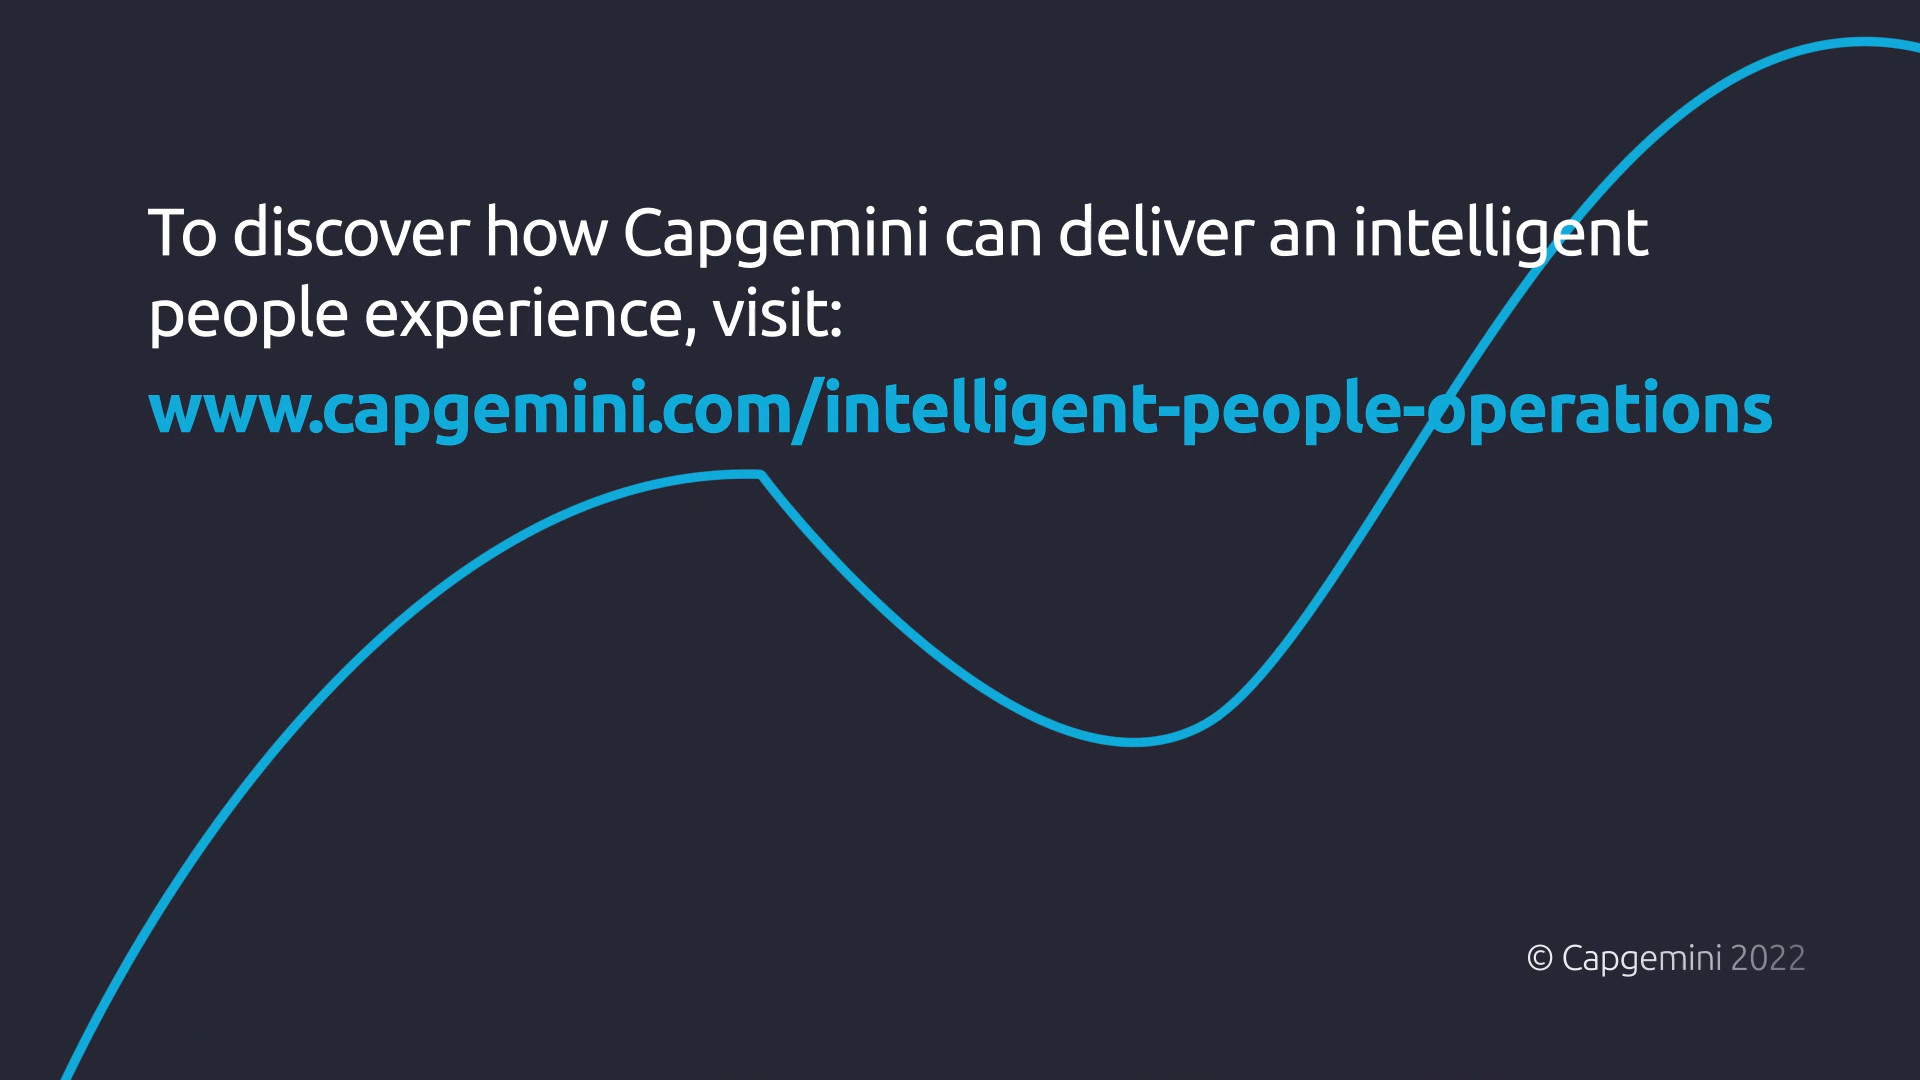 To discover how Capgemini can deliver an intelligent
people experience, visit:
www.capgemini.com/intelligent-people-operations
© Capgemini 2022